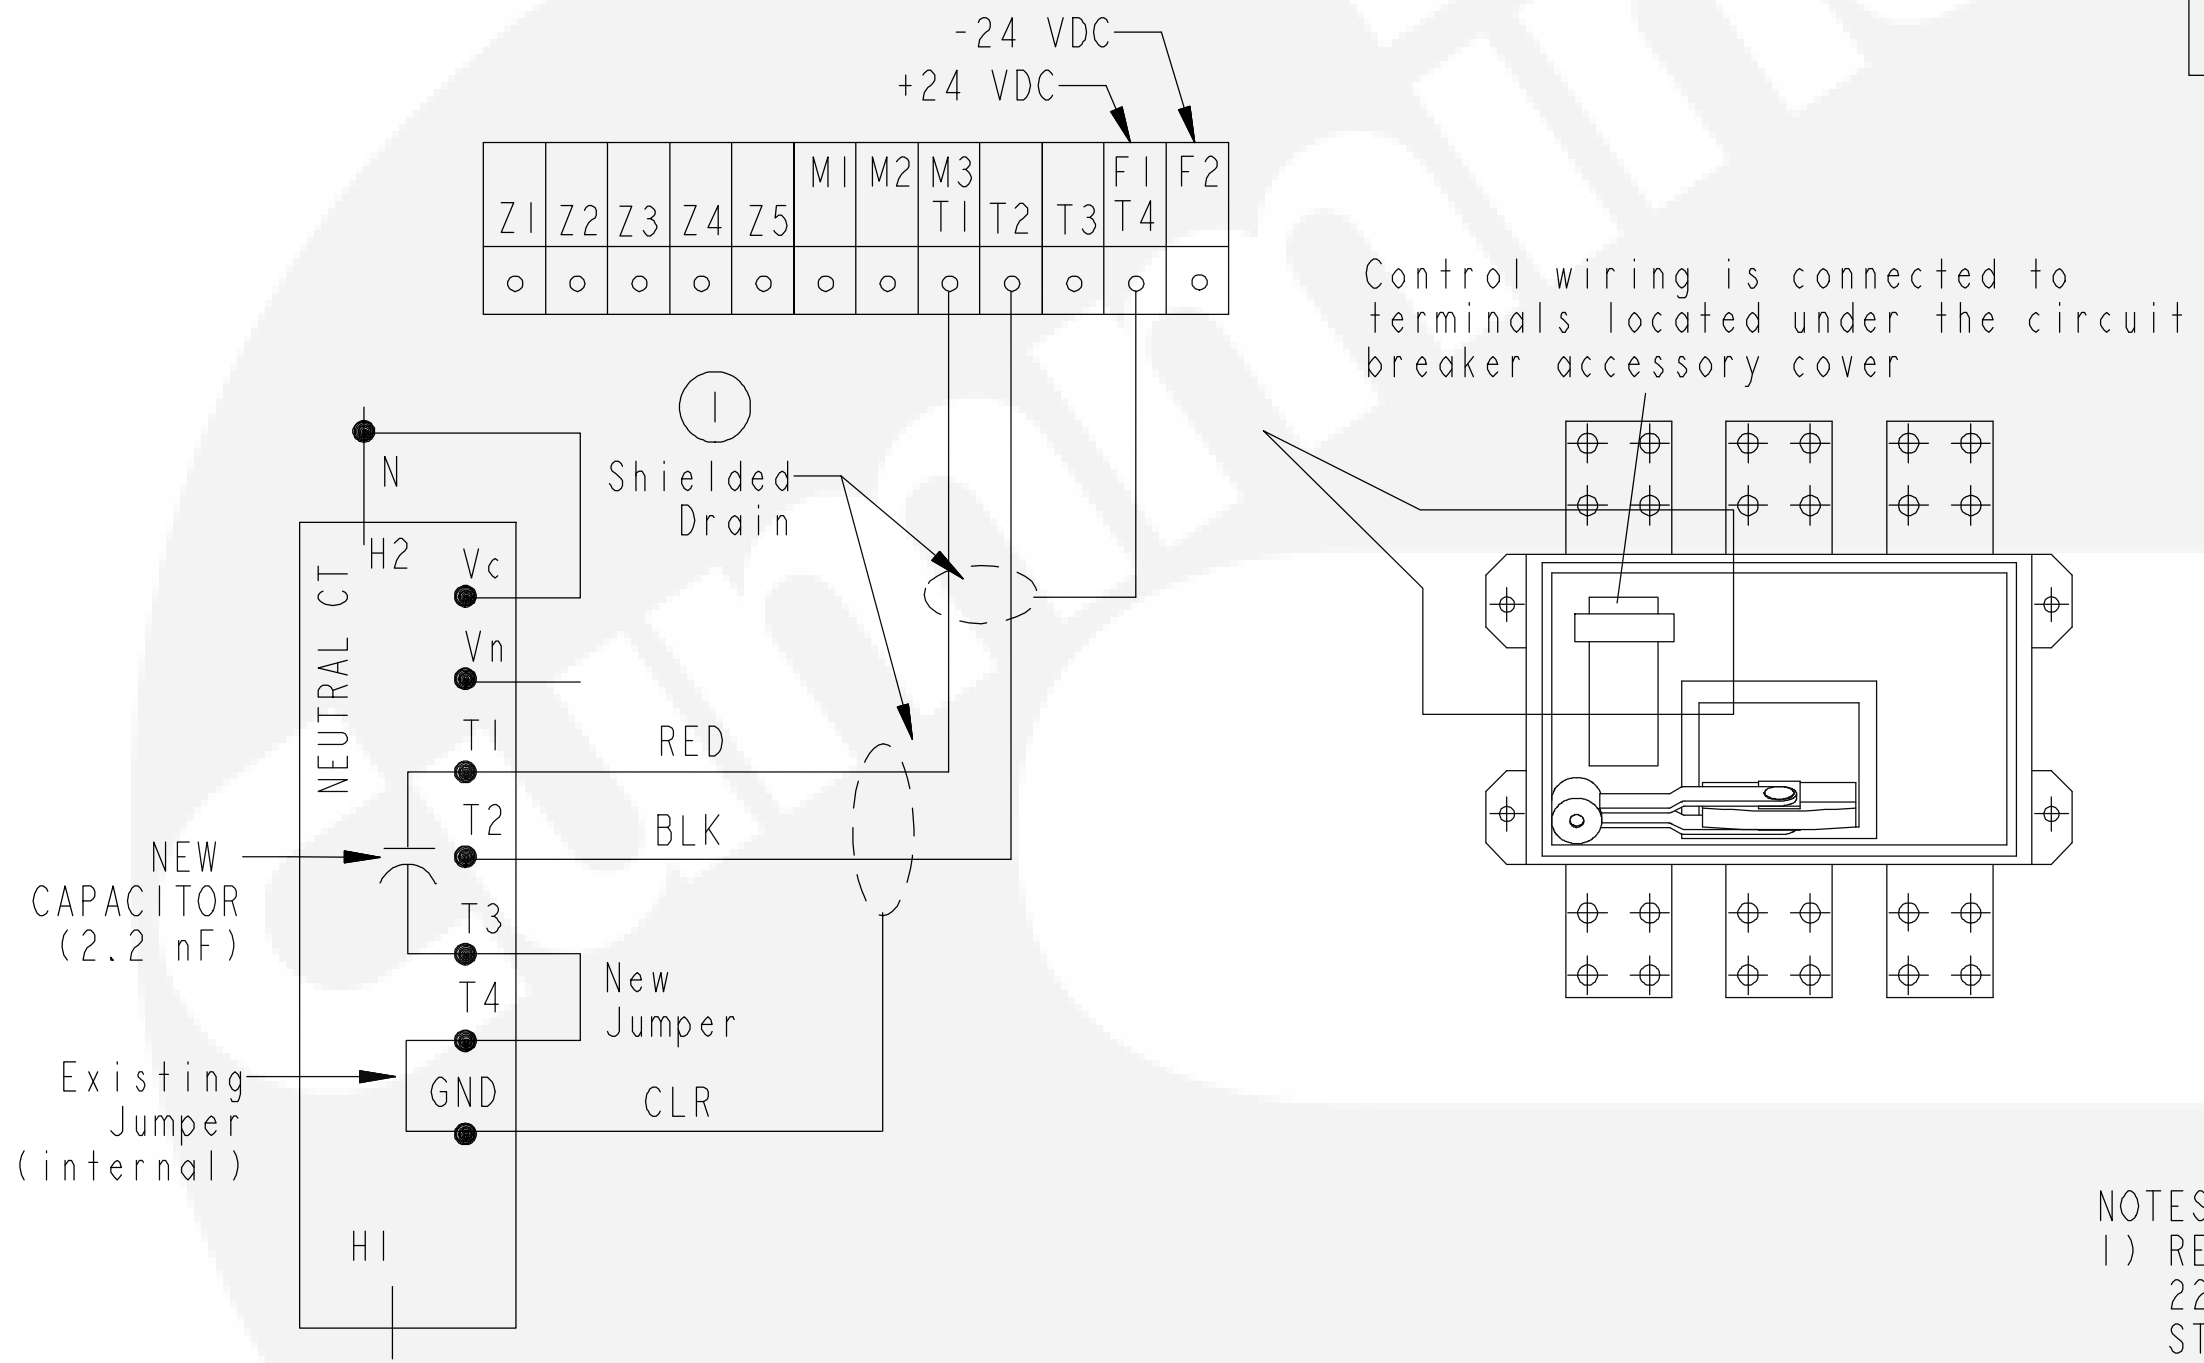 -24 VDC
+24 VDC
M1 M2 M3 F1 F2
Z1 Z2 Z3 Z4 Z5 T1 T2 T3 T4
Control wiring is connected to
terminals located under the circuit
breaker accessory cover
1
Shielded
Drain
N
H2
Vc
NEUTRAL CT
Vn
T1
RED
T2
BLK
NEW
CAPACITOR
(2.2 nF)
T3
New
Jumper
T4
Existing
Jumper
(internal)
GND
CLR
H1
NOTES
1) RE
22
ST
Cummins